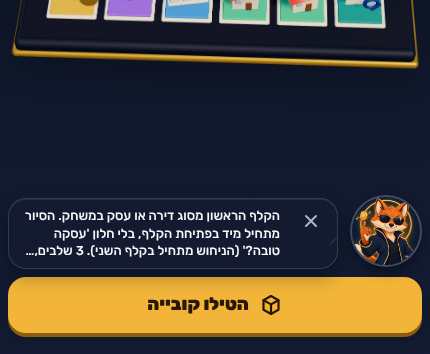 הקלף הראשון מסוג דירה או עסק במשחק. הסיור
מתחיל מיד בפתיחת הקלף, בלי חלון 'עסקה
טובה?' (הניחוש מתחיל בקלף השני). 3 שלבים,...
הטילו קובייה